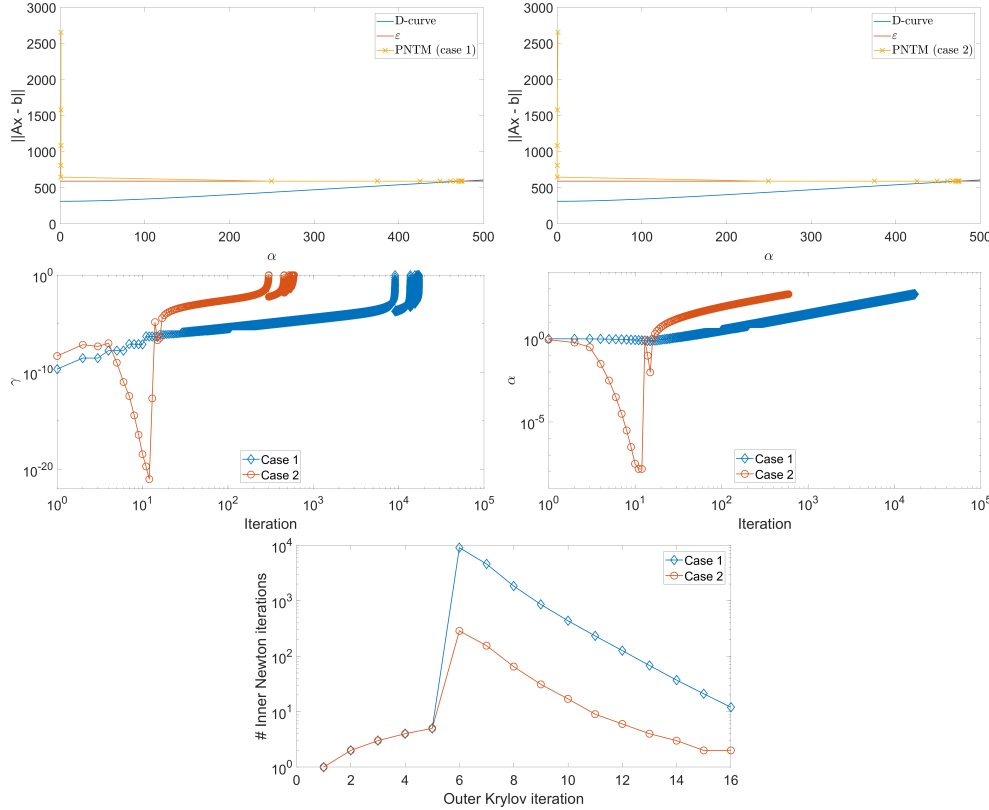 3000
2500
2000
1500
1000
500
0
||Ax - b||
0
100
200
300
400
500
α
D-curve
ε
PNTM (case 1)
3000
2500
2000
1500
1000
500
0
||Ax - b||
0
100
200
300
400
500
α
D-curve
ε
PNTM (case 2)
10^0
10^-10
10^-20
γ
10^0
10^1
10^2
10^3
10^4
10^5
Iteration
Case 1
Case 2
10^0
10^-5
α
10^0
10^1
10^2
10^3
10^4
10^5
Iteration
Case 1
Case 2
10^4
10^3
10^2
10^1
10^0
# Inner Newton iterations
0
2
4
6
8
10
12
14
16
Outer Krylov iteration
Case 1
Case 2